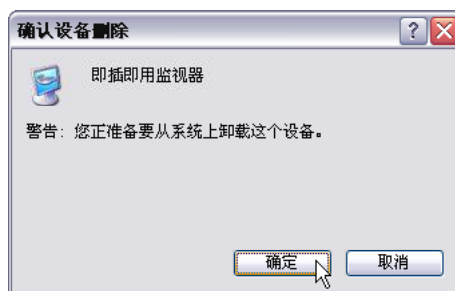 确认设备删除
即插即用监视器
警告: 您正准备要从系统上卸载这个设备。
确定
取消